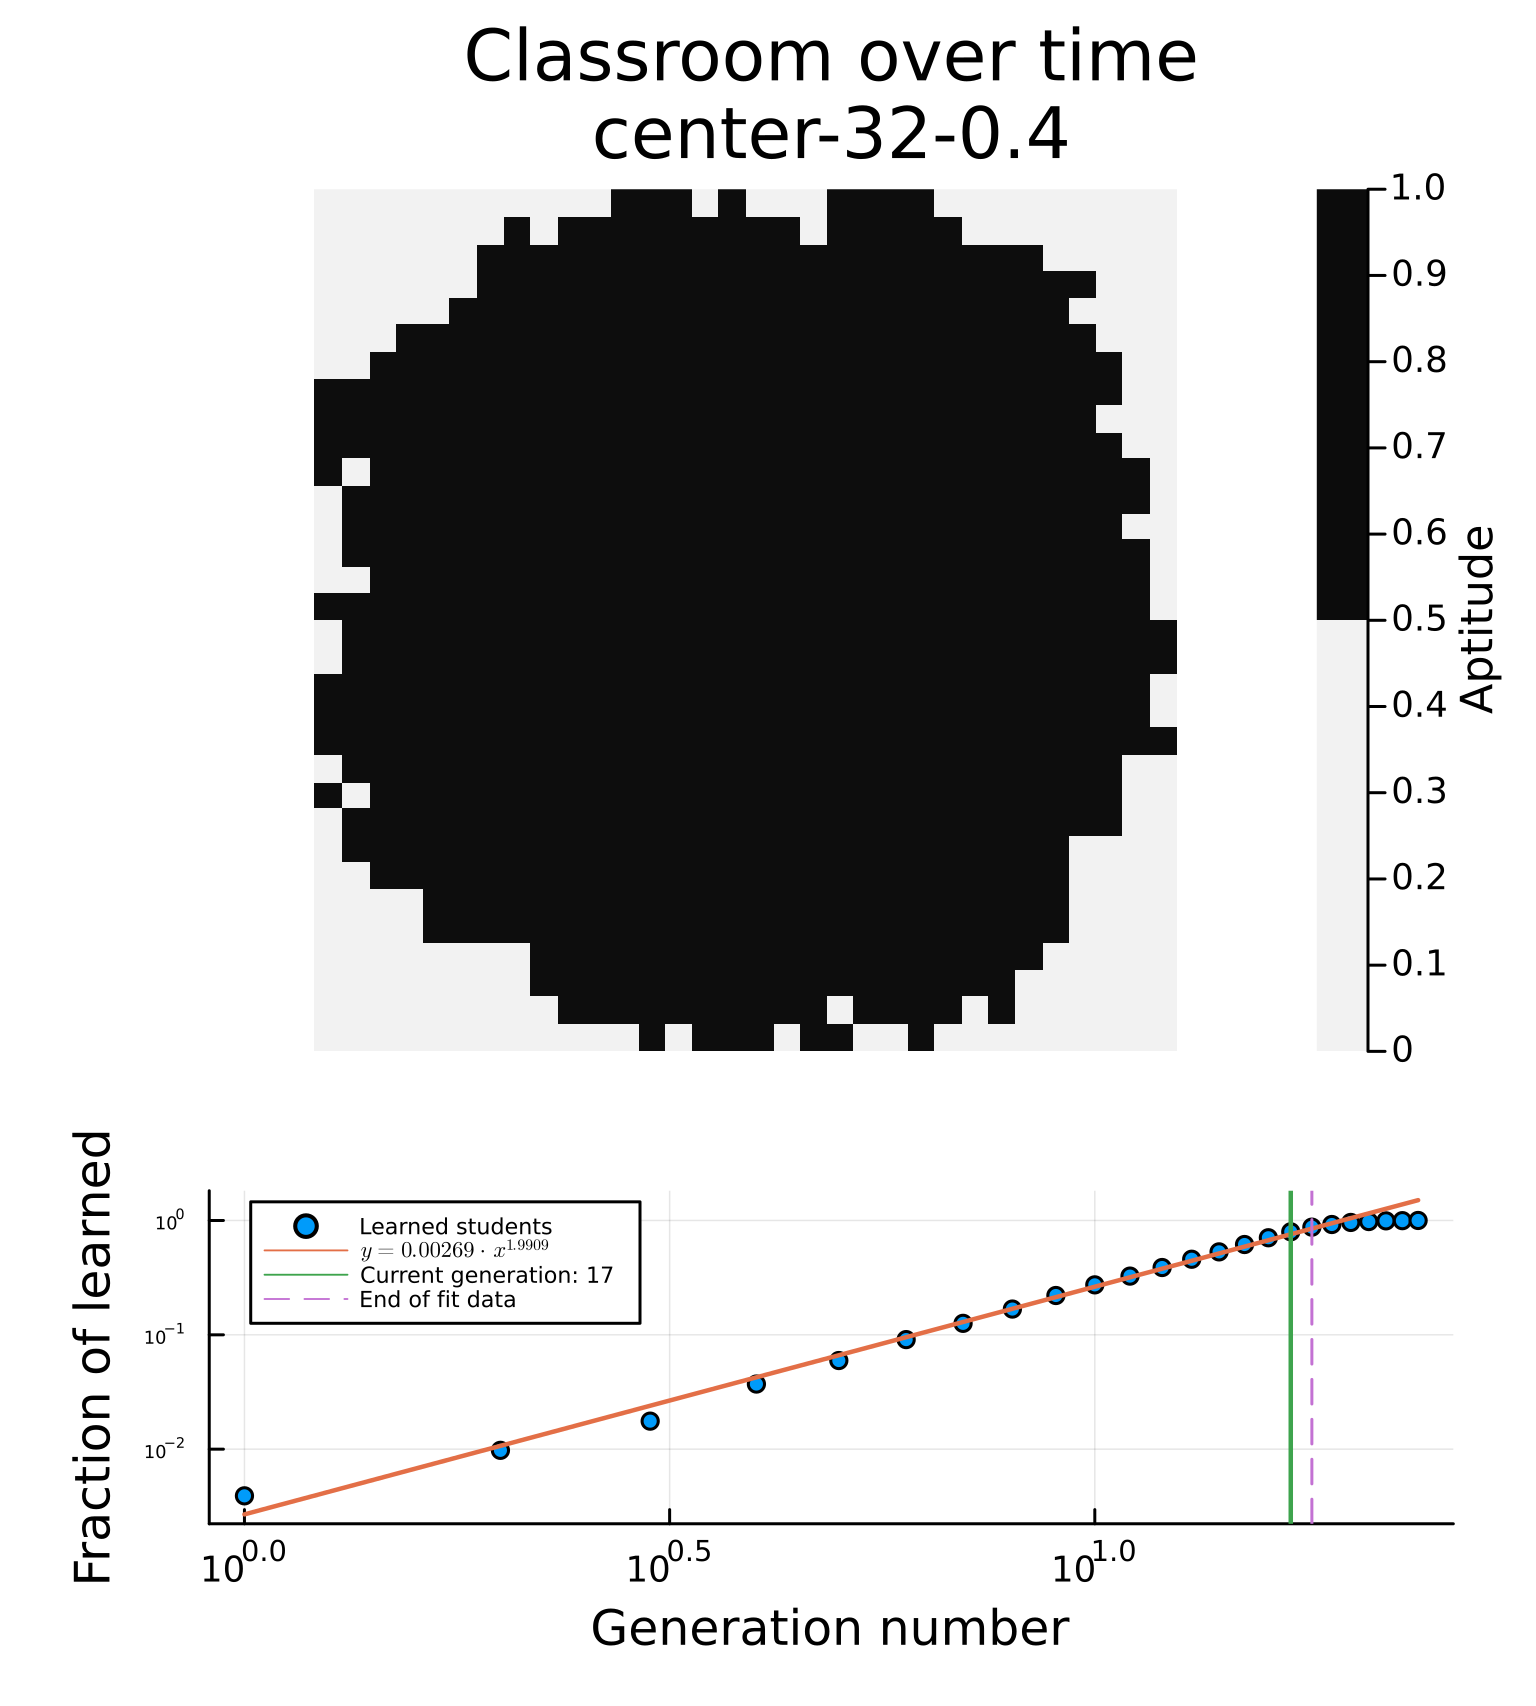 Classroom over time
center-32-0.4
1.0
0.9
0.8
0.7
0.6
0.5
0.4
0.3
0.2
0.1
0
Aptitude
Fraction of learned
10⁰
10⁻¹
10⁻²
Learned students
y = 0.00269 · x^1.9909
Current generation: 17
End of fit data
10^0.0
10^0.5
10^1.0
Generation number